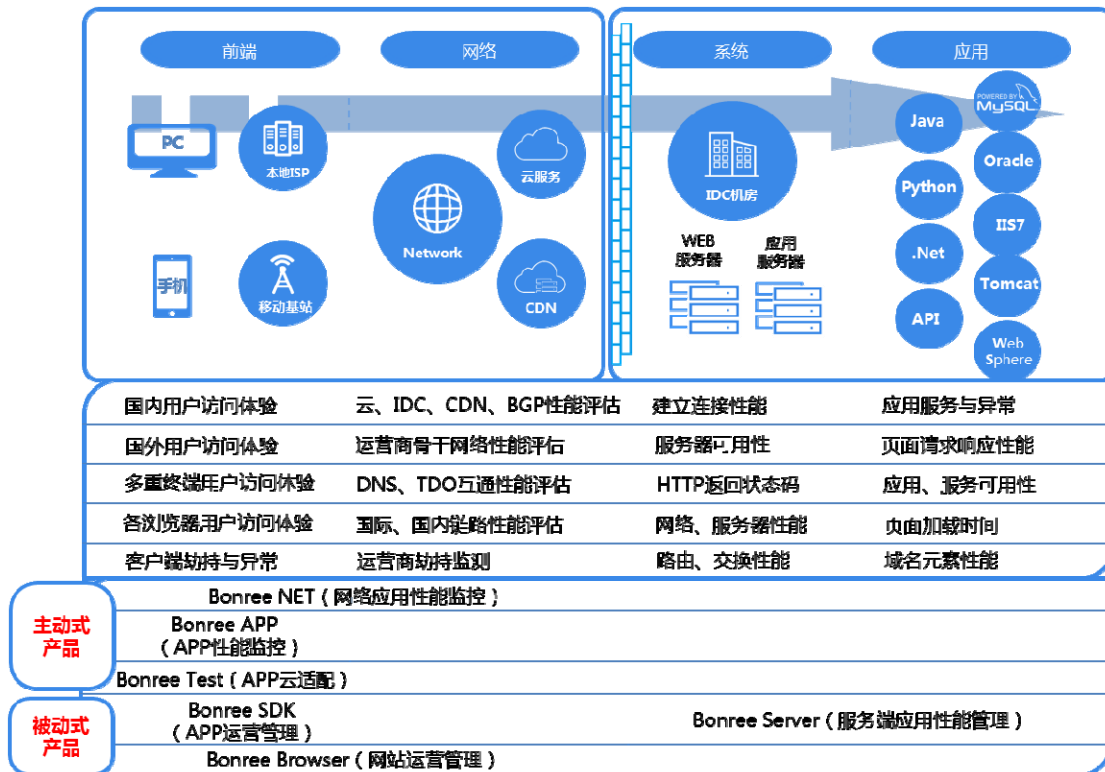 前端
网络
系统
应用
PC
本地ISP
手机
移动基站
Network
云服务
CDN
IDC机房
WEB
服务器
应用
服务器
Java
Python
.Net
API
POWERED BY
MySQL
Oracle
IIS7
Tomcat
Web
Sphere
国内用户访问体验 云、IDC、CDN、BGP性能评估 建立连接性能 应用服务与异常
国外用户访问体验 运营商骨干网络性能评估 服务器可用性 页面请求响应性能
多重终端用户访问体验 DNS、TDO互通性能评估 HTTP返回状态码 应用、服务可用性
各浏览器用户访问体验 国际、国内链路性能评估 网络、服务器性能 页面加载时间
客户端劫持与异常 运营商劫持监测 路由、交换性能 域名元素性能
主动式
产品
Bonree NET（网络应用性能监控）
Bonree APP
（APP性能监控）
Bonree Test（APP云适配）
被动式
产品
Bonree SDK
（APP运营管理）
Bonree Server（服务端应用性能管理）
Bonree Browser（网站运营管理）